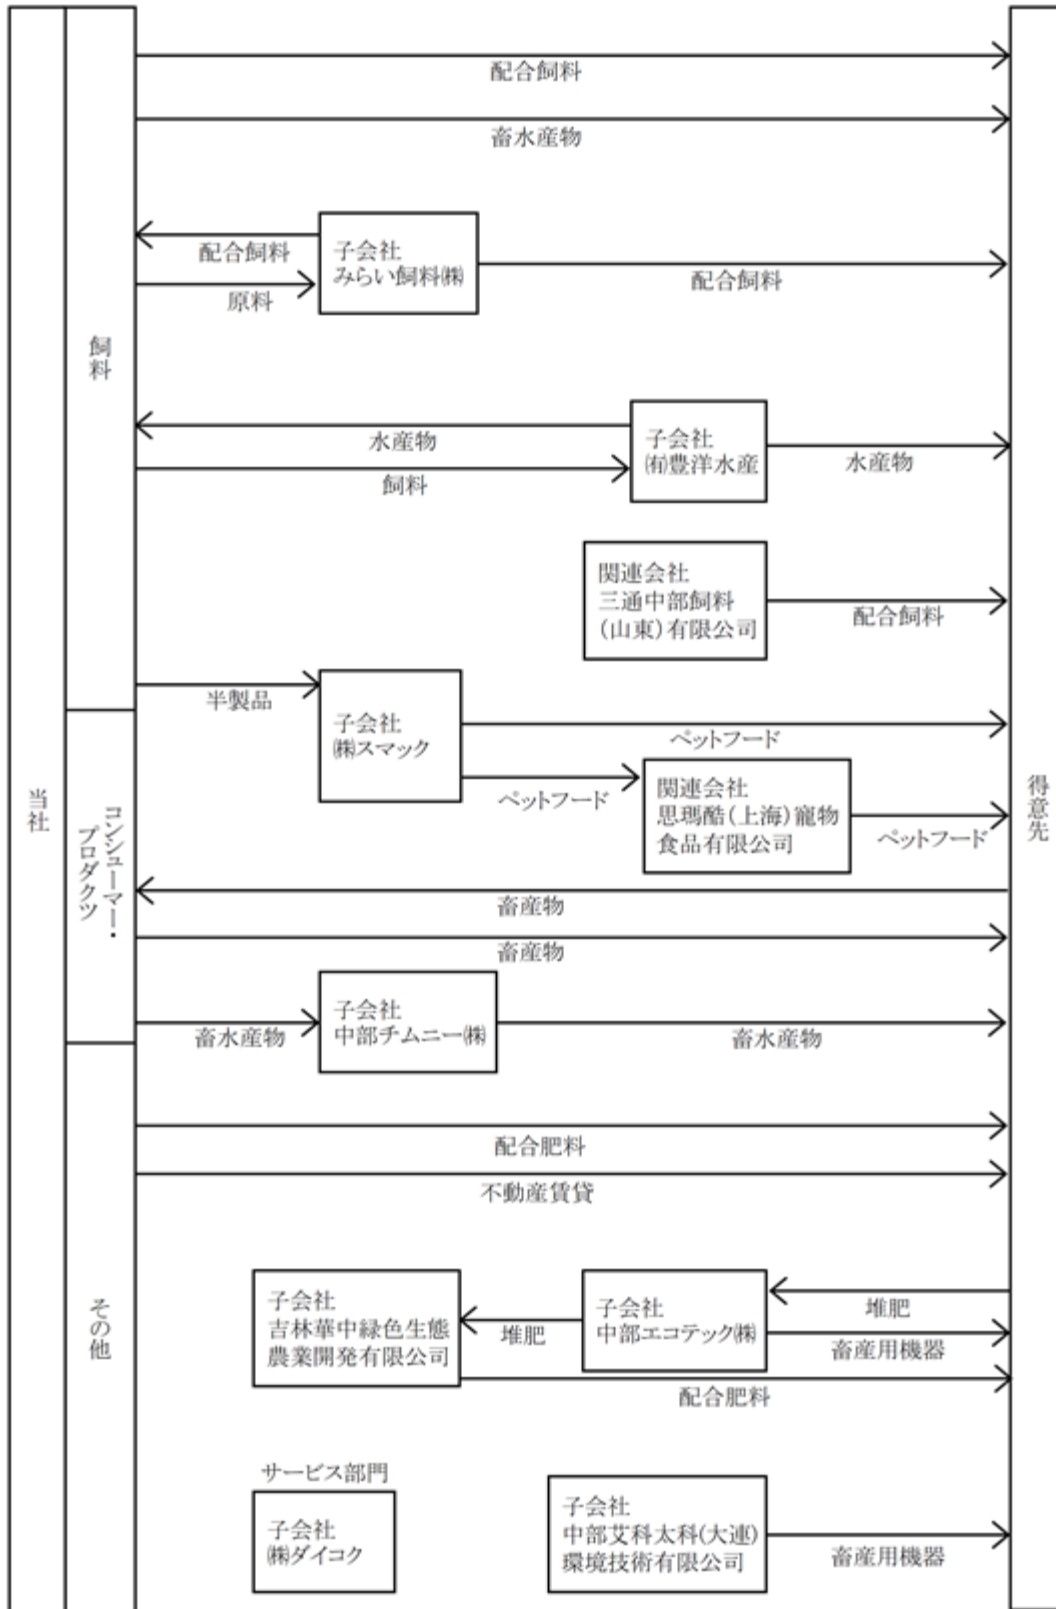 配合飼料
畜水産物
配合飼料
原料
子会社
みらい飼料㈱
配合飼料
飼料
水産物
飼料
子会社
㈲豊洋水産
水産物
関連会社
三通中部飼料
(山東)有限公司
配合飼料
半製品
子会社
㈱スマック
ペットフード
ペットフード
関連会社
思瑪酷(上海)寵物
食品有限公司
ペットフード
当社
コンシューマー・
プロダクツ
得意先
畜産物
畜産物
畜水産物
子会社
中部チムニー㈱
畜水産物
配合肥料
不動産賃貸
その他
子会社
吉林華中緑色生態
農業開発有限公司
堆肥
子会社
中部エコテック㈱
堆肥
畜産用機器
配合肥料
サービス部門
子会社
㈱ダイコク
子会社
中部艾科太科(大連)
環境技術有限公司
畜産用機器